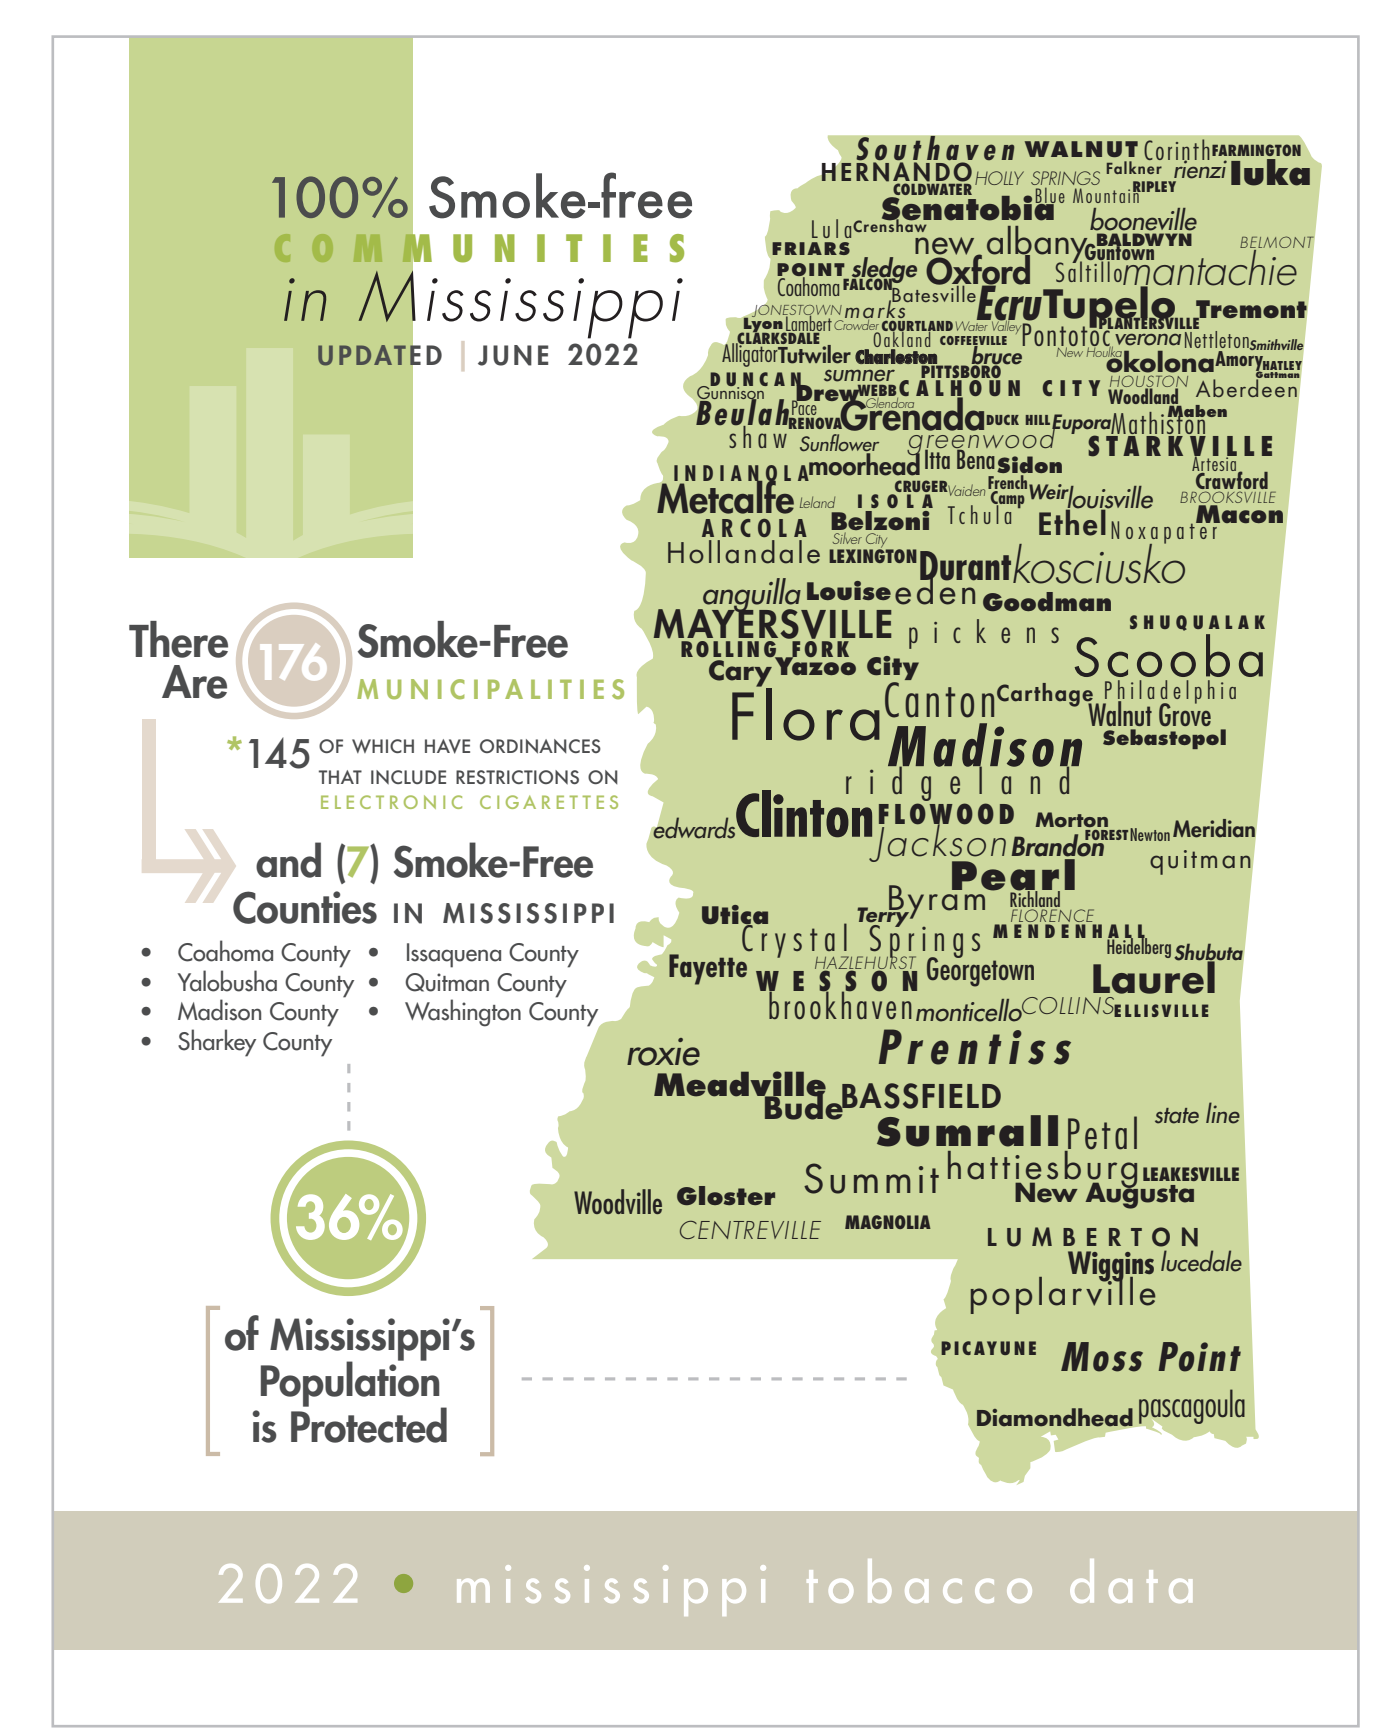 100% Smoke-free
COMMUNITIES
in Mississippi
UPDATED | JUNE 2022
There Are 176 Smoke-Free MUNICIPALITIES
*145 OF WHICH HAVE ORDINANCES
THAT INCLUDE RESTRICTIONS ON
ELECTRONIC CIGARETTES
and (7) Smoke-Free
Counties IN MISSISSIPPI
• Coahoma County • Issaquena County
• Yalobusha County • Quitman County
• Madison County • Washington County
• Sharkey County
36%
of Mississippi's
Population
is Protected
Southaven WALNUT Corinth FARMINGTON
HERNANDO HOLLY SPRINGS Falkner rienzi Iuka
COLDWATER Blue Mountain RIPLEY
Senatobia
Lula Crenshaw booneville
FRIARS POINT new albany BALDWYN BELMONT
Guntown
sledge Oxford Saltillo mantachie
Coahoma FALCON Batesville Ecru Tupelo Tremont
JONESTOWN marks
Lyon Lambert Crowder COURTLAND Water Valley Pontotoc PLANTERSVILLE
CLARKSDALE Oakland COFFEEVILLE verona Nettleton Smithville
Alligator Tutwiler Charleston bruce New Houlka okolona Amory HATLEY
DUNCAN sumner PITTSBORO HOUSTON Gattman
Gunnison Drew WEBB CALHOUN CITY Woodland Aberdeen
Beulah Pace Glendora
RENOVA Grenada DUCK HILL Eupora Mathiston Maben
shaw Sunflower greenwood STARKVILLE
INDIANOLA moorhead Itta Bena Sidon Artesia
Metcalfe Leland ISOLA CRUGER Vaiden French Camp Weir louisville Crawford
BROOKSVILLE
ARCOLA Belzoni Tchula Ethel Noxapater Macon
Silver City
Hollandale LEXINGTON Durant kosciusko
anguilla Louise eden Goodman
MAYERSVILLE pickens SHUQUALAK
ROLLING FORK Scooba
Cary Yazoo City
Flora Canton Carthage Philadelphia
Walnut Grove
Madison Sebastopol
ridgeland
edwards Clinton FLOWOOD Morton
Jackson Brandon FOREST Newton Meridian
Pearl quitman
Byram Richland
Utica Terry FLORENCE
Crystal Springs MENDENHALL
Heidelberg Shubuta
Fayette HAZLEHURST Georgetown Laurel
WESSON
brookhaven monticello COLLINS ELLISVILLE
roxie Prentiss
Meadville
Bude BASSFIELD
Sumrall Petal state line
Summit hattiesburg LEAKESVILLE
Woodville Gloster New Augusta
CENTREVILLE MAGNOLIA
LUMBERTON
Wiggins lucedale
poplarville
PICAYUNE Moss Point
Diamondhead pascagoula
2022 • mississippi tobacco data